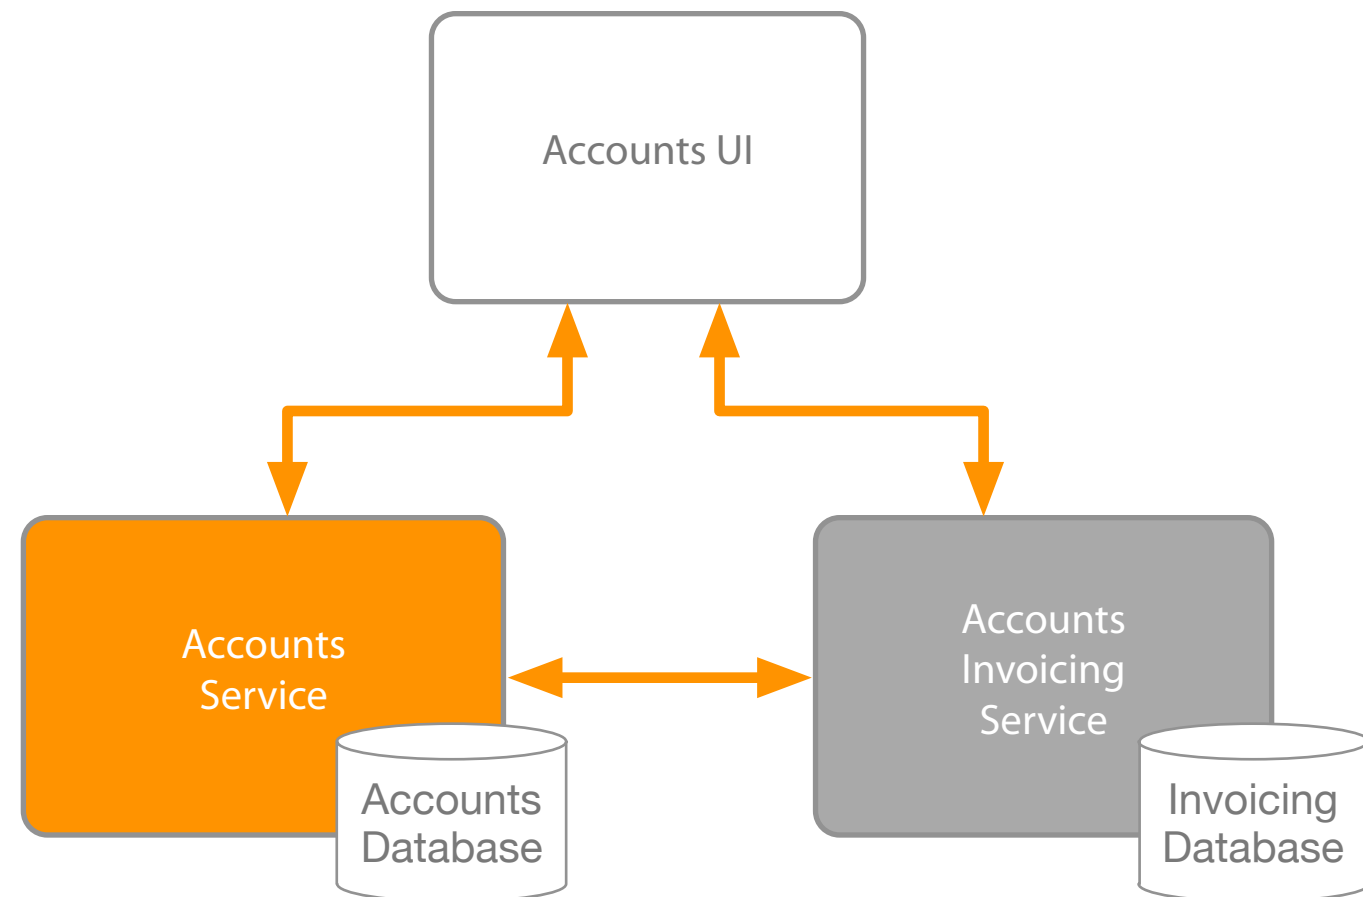 Accounts UI
Accounts
Service
Accounts
Database
Accounts
Invoicing
Service
Invoicing
Database